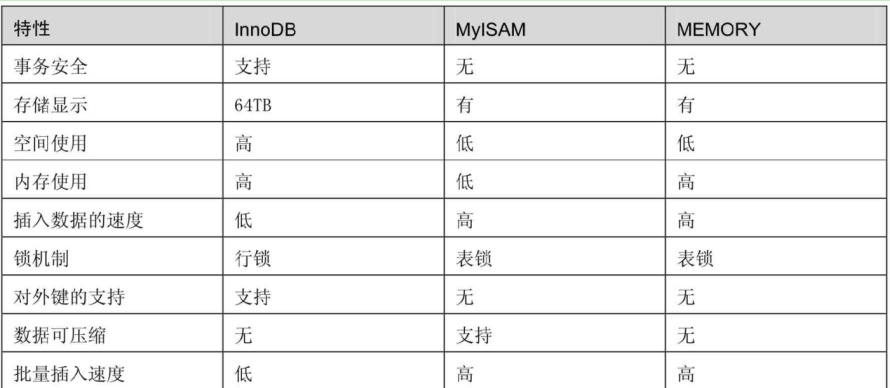 特性 InnoDB MyISAM MEMORY
事务安全 支持 无 无
存储显示 64TB 有 有
空间使用 高 低 低
内存使用 高 低 高
插入数据的速度 低 高 高
锁机制 行锁 表锁 表锁
对外键的支持 支持 无 无
数据可压缩 无 支持 无
批量插入速度 低 高 高